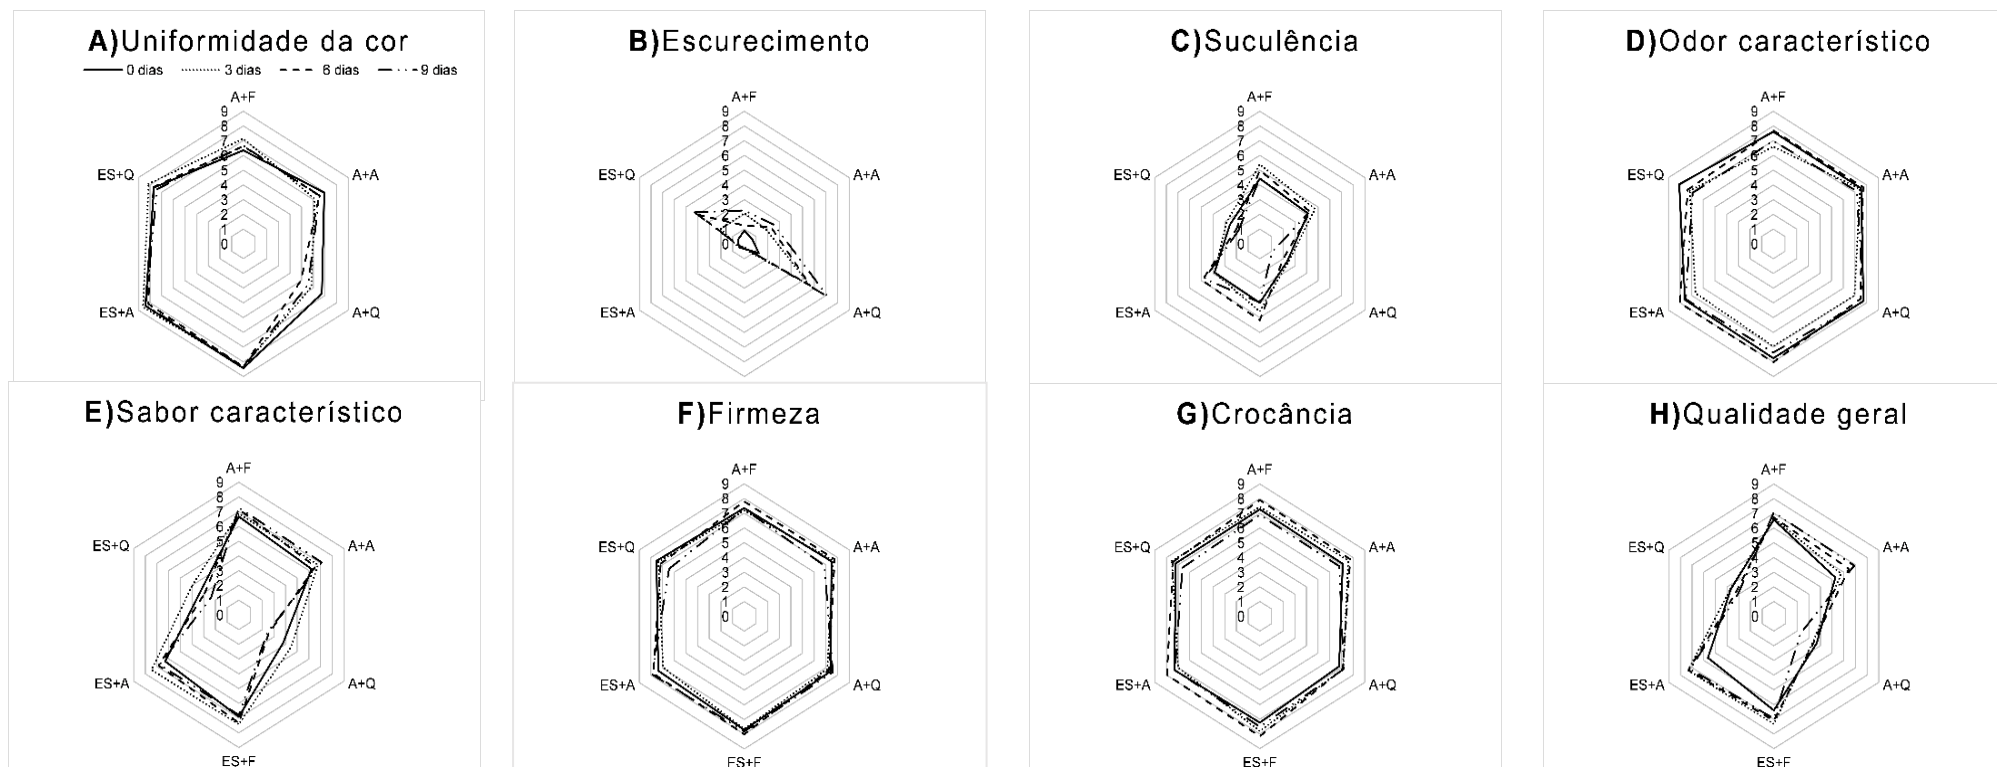 A)Uniformidade da cor
0 dias 3 dias 6 dias 9 dias
A+F
9
8
7
6
5
4
3
2
1
0
ES+Q
A+A
ES+A
A+Q
B)Escurecimento
A+F
9
8
7
6
5
4
3
2
1
0
ES+Q
A+A
ES+A
A+Q
C)Suculência
A+F
9
8
7
6
5
4
3
2
1
0
ES+Q
A+A
ES+A
A+Q
D)Odor característico
A+F
9
8
7
6
5
4
3
2
1
0
ES+Q
A+A
ES+A
A+Q
E)Sabor característico
A+F
9
8
7
6
5
4
3
2
1
0
ES+Q
A+A
ES+A
A+Q
ES+F
F)Firmeza
A+F
9
8
7
6
5
4
3
2
1
0
ES+Q
A+A
ES+A
A+Q
ES+F
G)Crocância
A+F
9
8
7
6
5
4
3
2
1
0
ES+Q
A+A
ES+A
A+Q
ES+F
H)Qualidade geral
A+F
9
8
7
6
5
4
3
2
1
0
ES+Q
A+A
ES+A
A+Q
ES+F